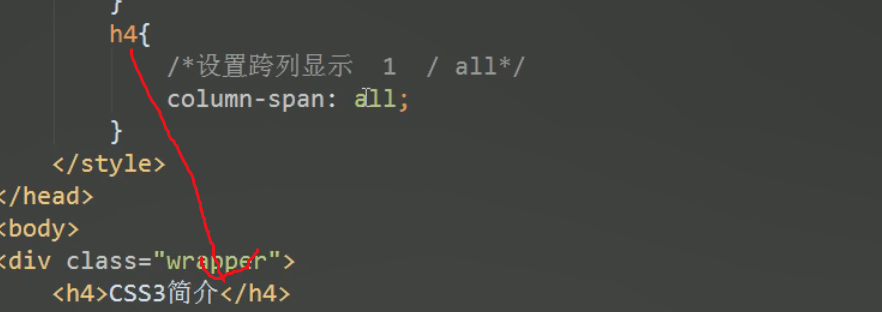 }
h4{
/*设置跨列显示 1 / all*/
column-span: all;
}
</style>
</head>
<body>
<div class="wrapper">
<h4>CSS3简介</h4>